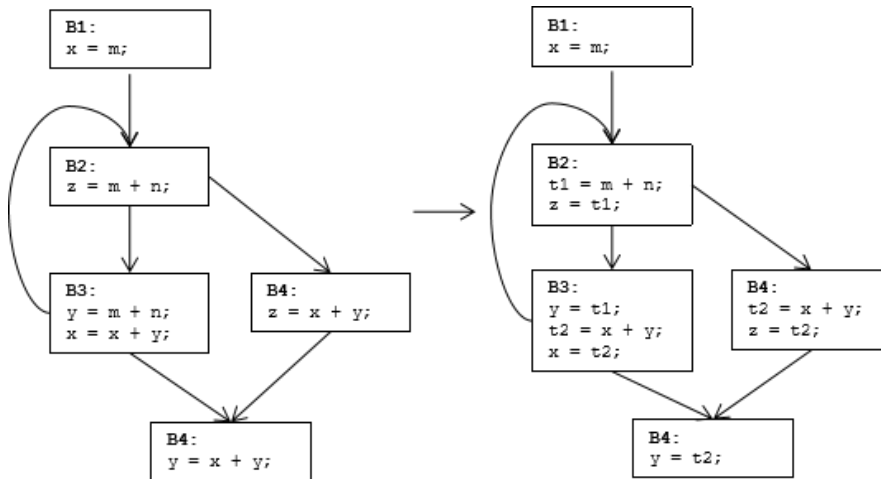 B1:
x = m;
B2:
z = m + n;
B3:
y = m + n;
x = x + y;
B4:
z = x + y;
B4:
y = x + y;
B1:
x = m;
B2:
t1 = m + n;
z = t1;
B3:
y = t1;
t2 = x + y;
x = t2;
B4:
t2 = x + y;
z = t2;
B4:
y = t2;